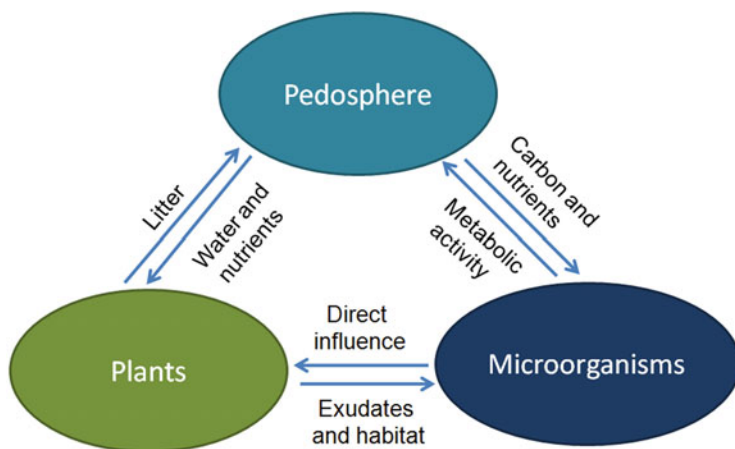 Pedosphere
Litter
Water and
nutrients
Carbon and
nutrients
Metabolic
activity
Direct
influence
Plants
Microorganisms
Exudates
and habitat